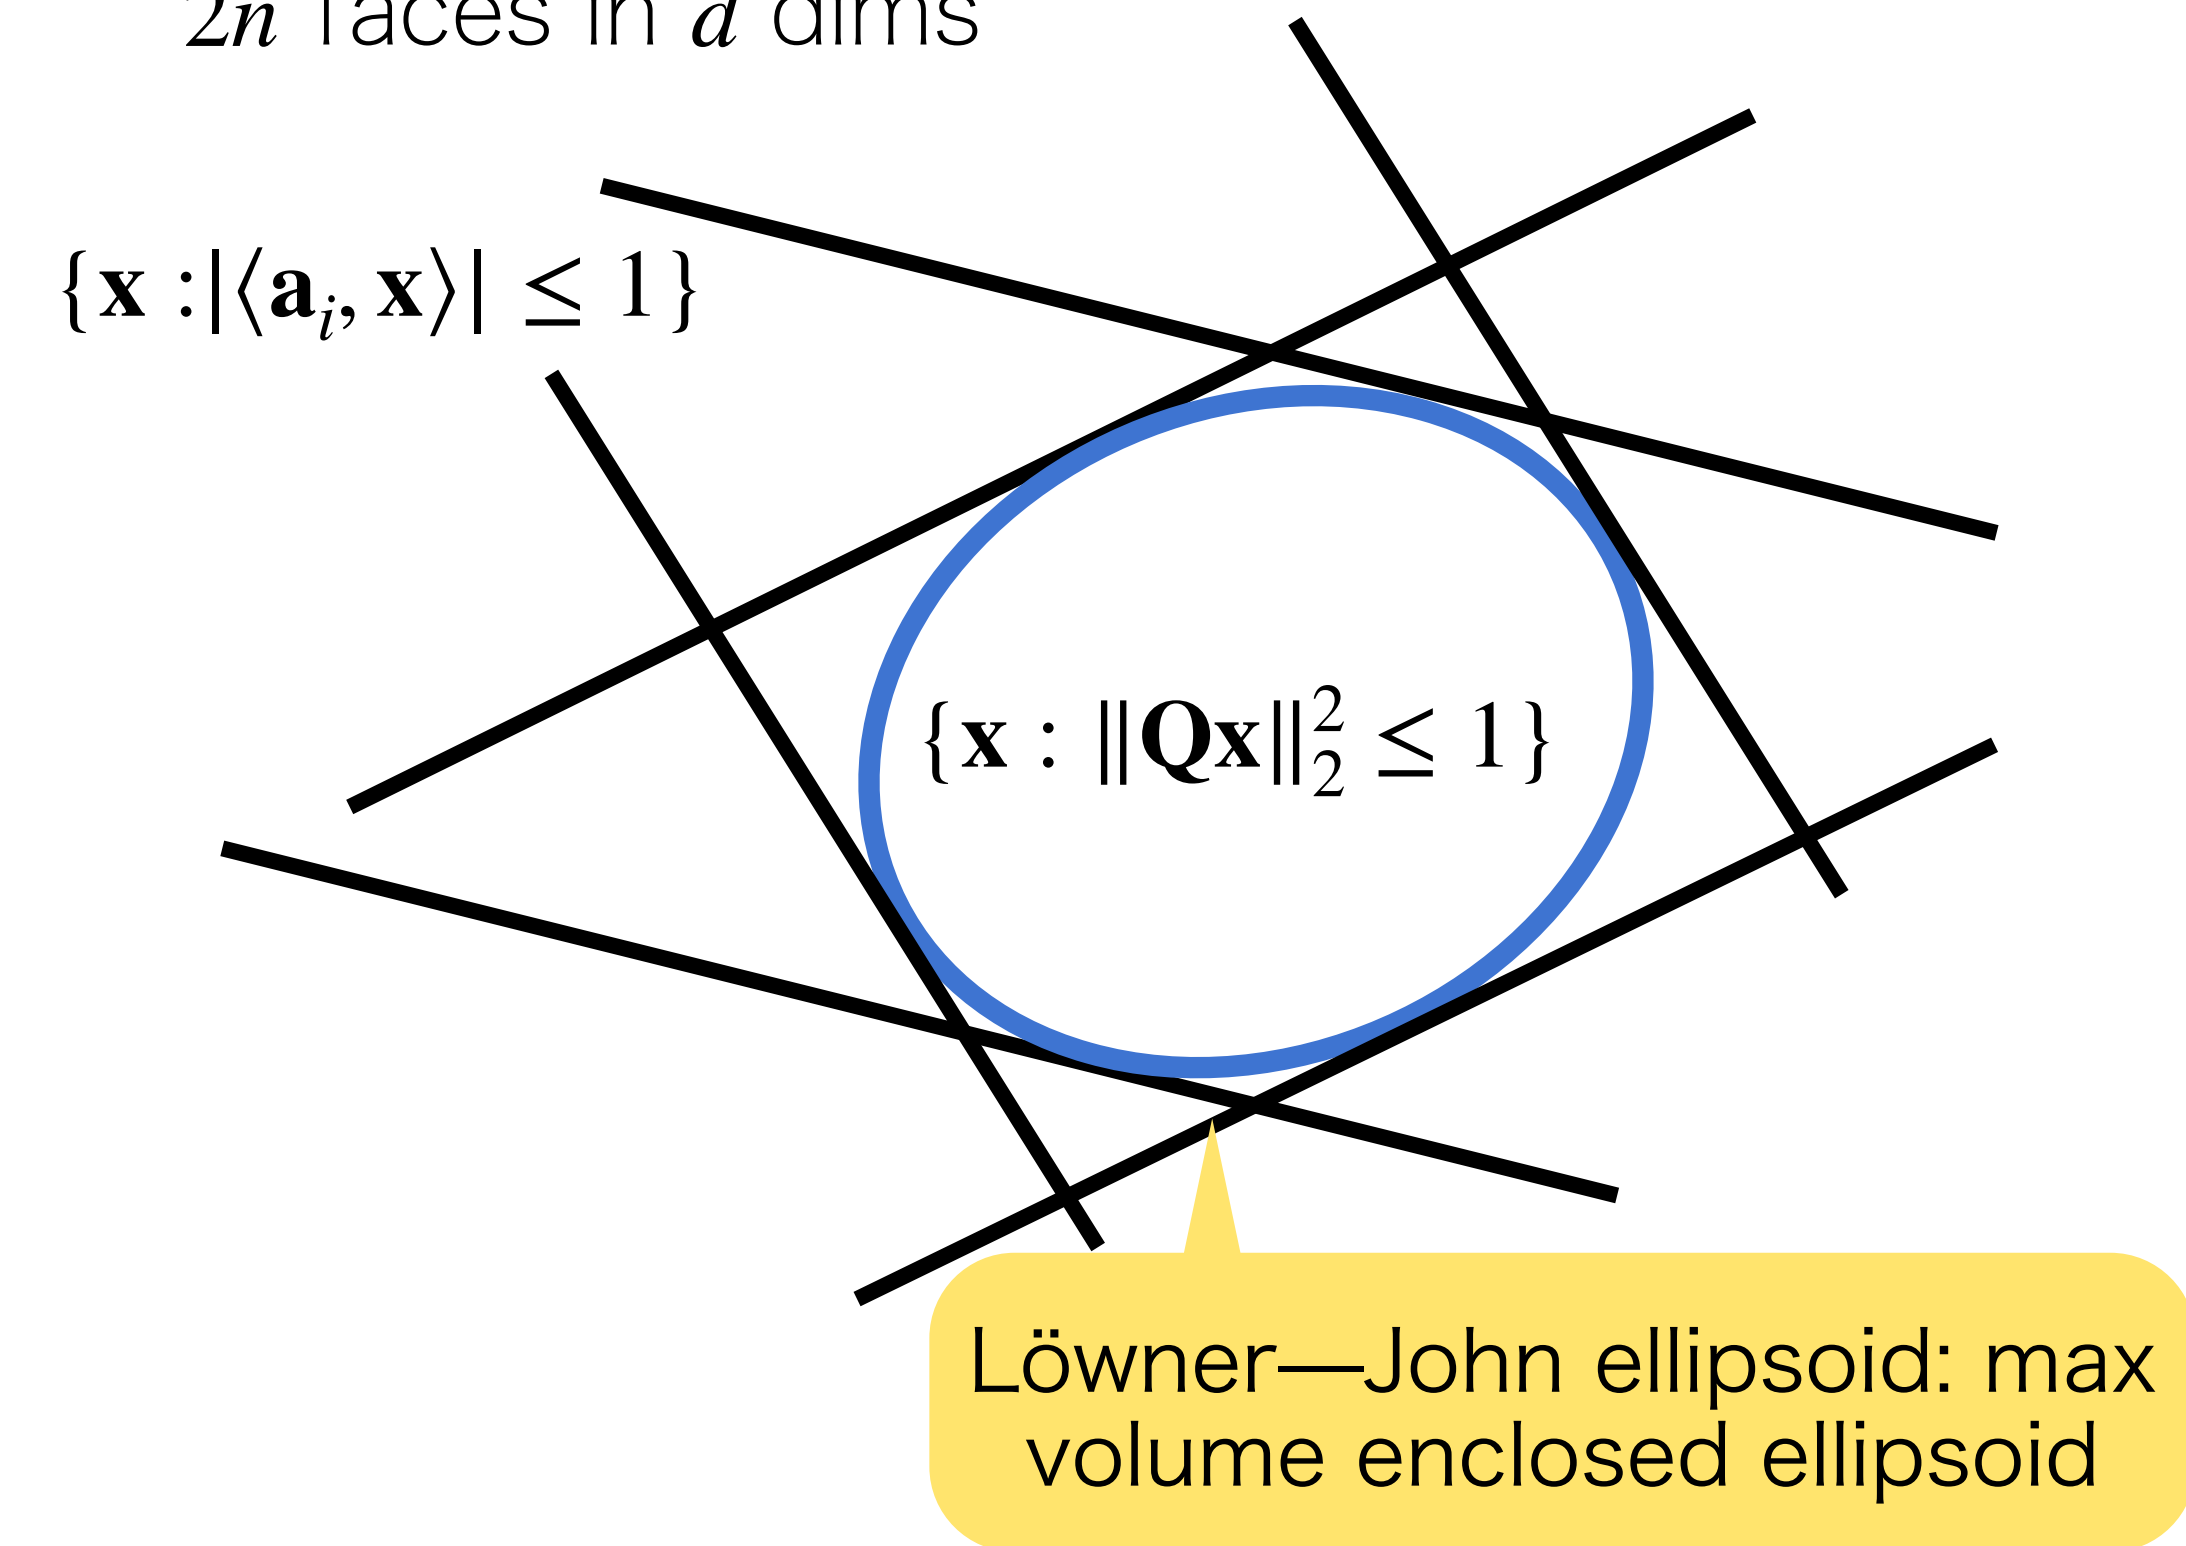 2n faces in d dims
{x :|⟨aᵢ, x⟩| ≤ 1}
{x : ‖Qx‖₂² ≤ 1}
Löwner—John ellipsoid: max
volume enclosed ellipsoid